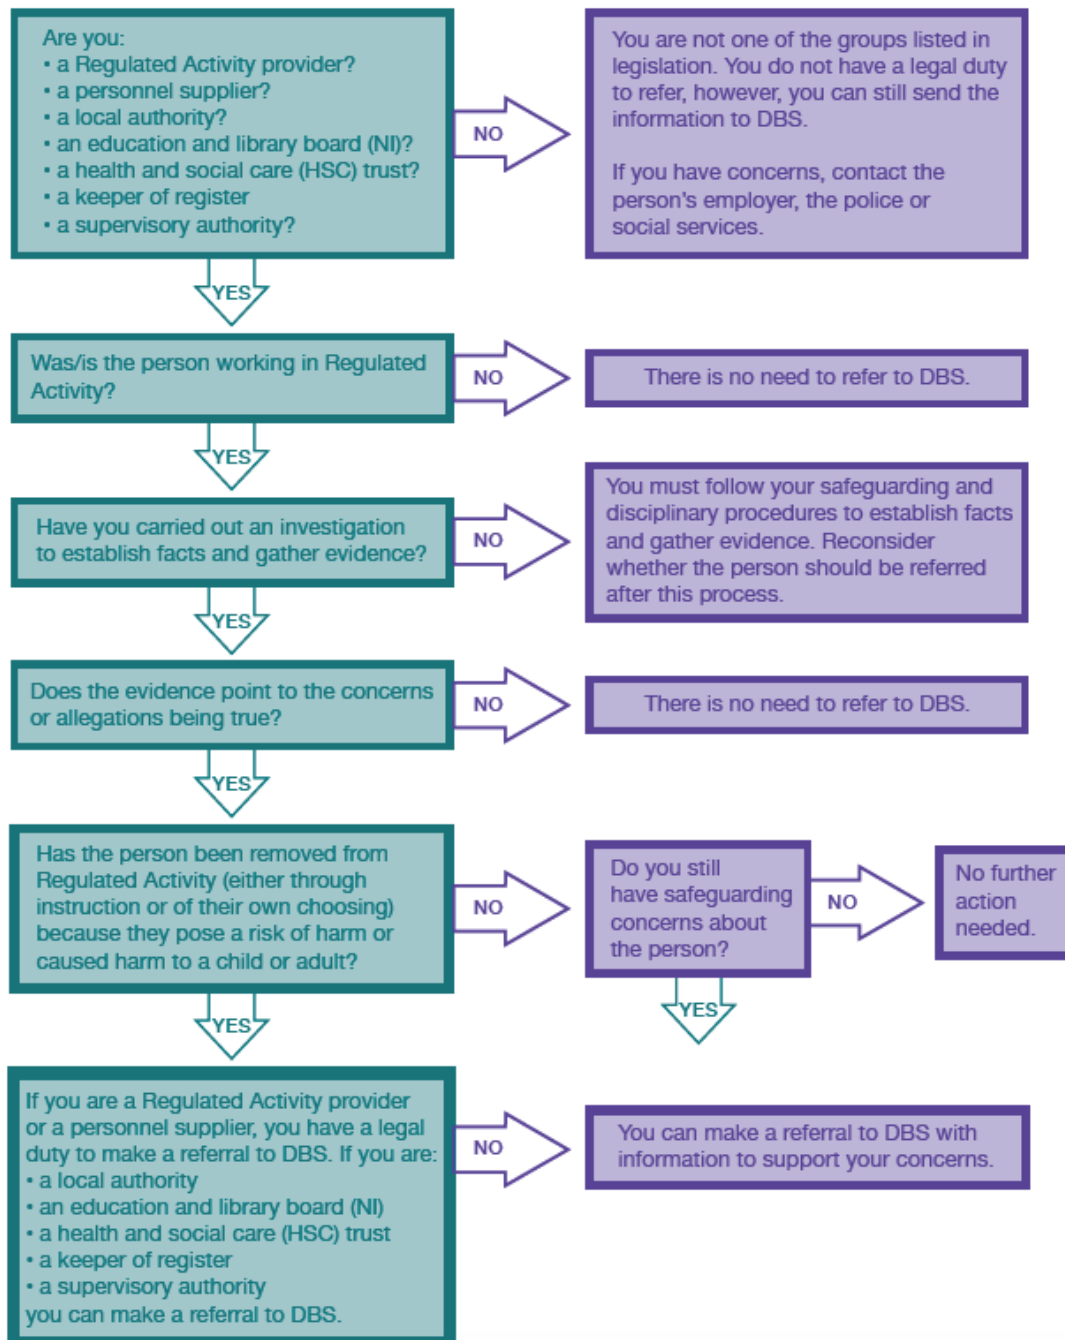 Are you:
• a Regulated Activity provider?
• a personnel supplier?
• a local authority?
• an education and library board (NI)?
• a health and social care (HSC) trust?
• a keeper of register
• a supervisory authority?
NO
You are not one of the groups listed in
legislation. You do not have a legal duty
to refer, however, you can still send the
information to DBS.
If you have concerns, contact the
person's employer, the police or
social services.
YES
Was/is the person working in Regulated
Activity?
NO
There is no need to refer to DBS.
YES
Have you carried out an investigation
to establish facts and gather evidence?
NO
You must follow your safeguarding and
disciplinary procedures to establish facts
and gather evidence. Reconsider
whether the person should be referred
after this process.
YES
Does the evidence point to the concerns
or allegations being true?
NO
There is no need to refer to DBS.
YES
Has the person been removed from
Regulated Activity (either through
instruction or of their own choosing)
because they pose a risk of harm or
caused harm to a child or adult?
NO
Do you still
have safeguarding
concerns about
the person?
NO
No further
action
needed.
YES
YES
If you are a Regulated Activity provider
or a personnel supplier, you have a legal
duty to make a referral to DBS. If you are:
• a local authority
• an education and library board (NI)
• a health and social care (HSC) trust
• a keeper of register
• a supervisory authority
you can make a referral to DBS.
NO
You can make a referral to DBS with
information to support your concerns.